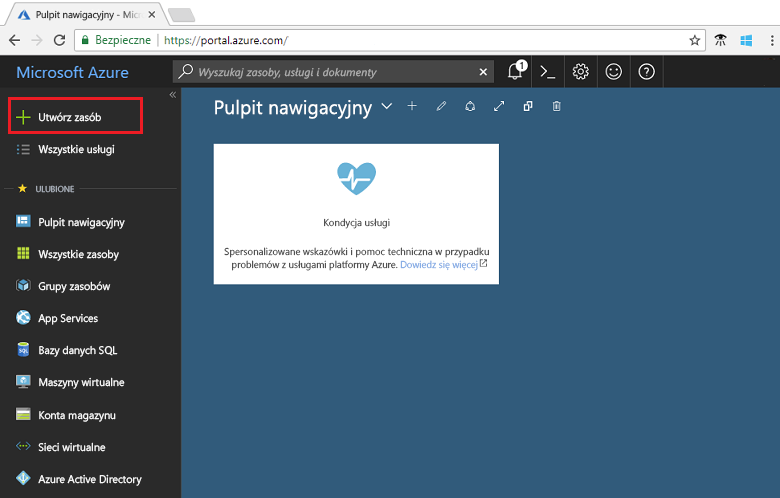 Pulpit nawigacyjny - Micr
Bezpieczne
https://portal.azure.com/
Microsoft Azure
Wyszukaj zasoby, usługi i dokumenty
1
Utwórz zasób
Wszystkie usługi
ULUBIONE
Pulpit nawigacyjny
Wszystkie zasoby
Grupy zasobów
App Services
Bazy danych SQL
Maszyny wirtualne
Konta magazynu
Sieci wirtualne
Azure Active Directory
Pulpit nawigacyjny
Kondycja usługi
Spersonalizowane wskazówki i pomoc techniczna w przypadku
problemów z usługami platformy Azure. Dowiedz się więcej